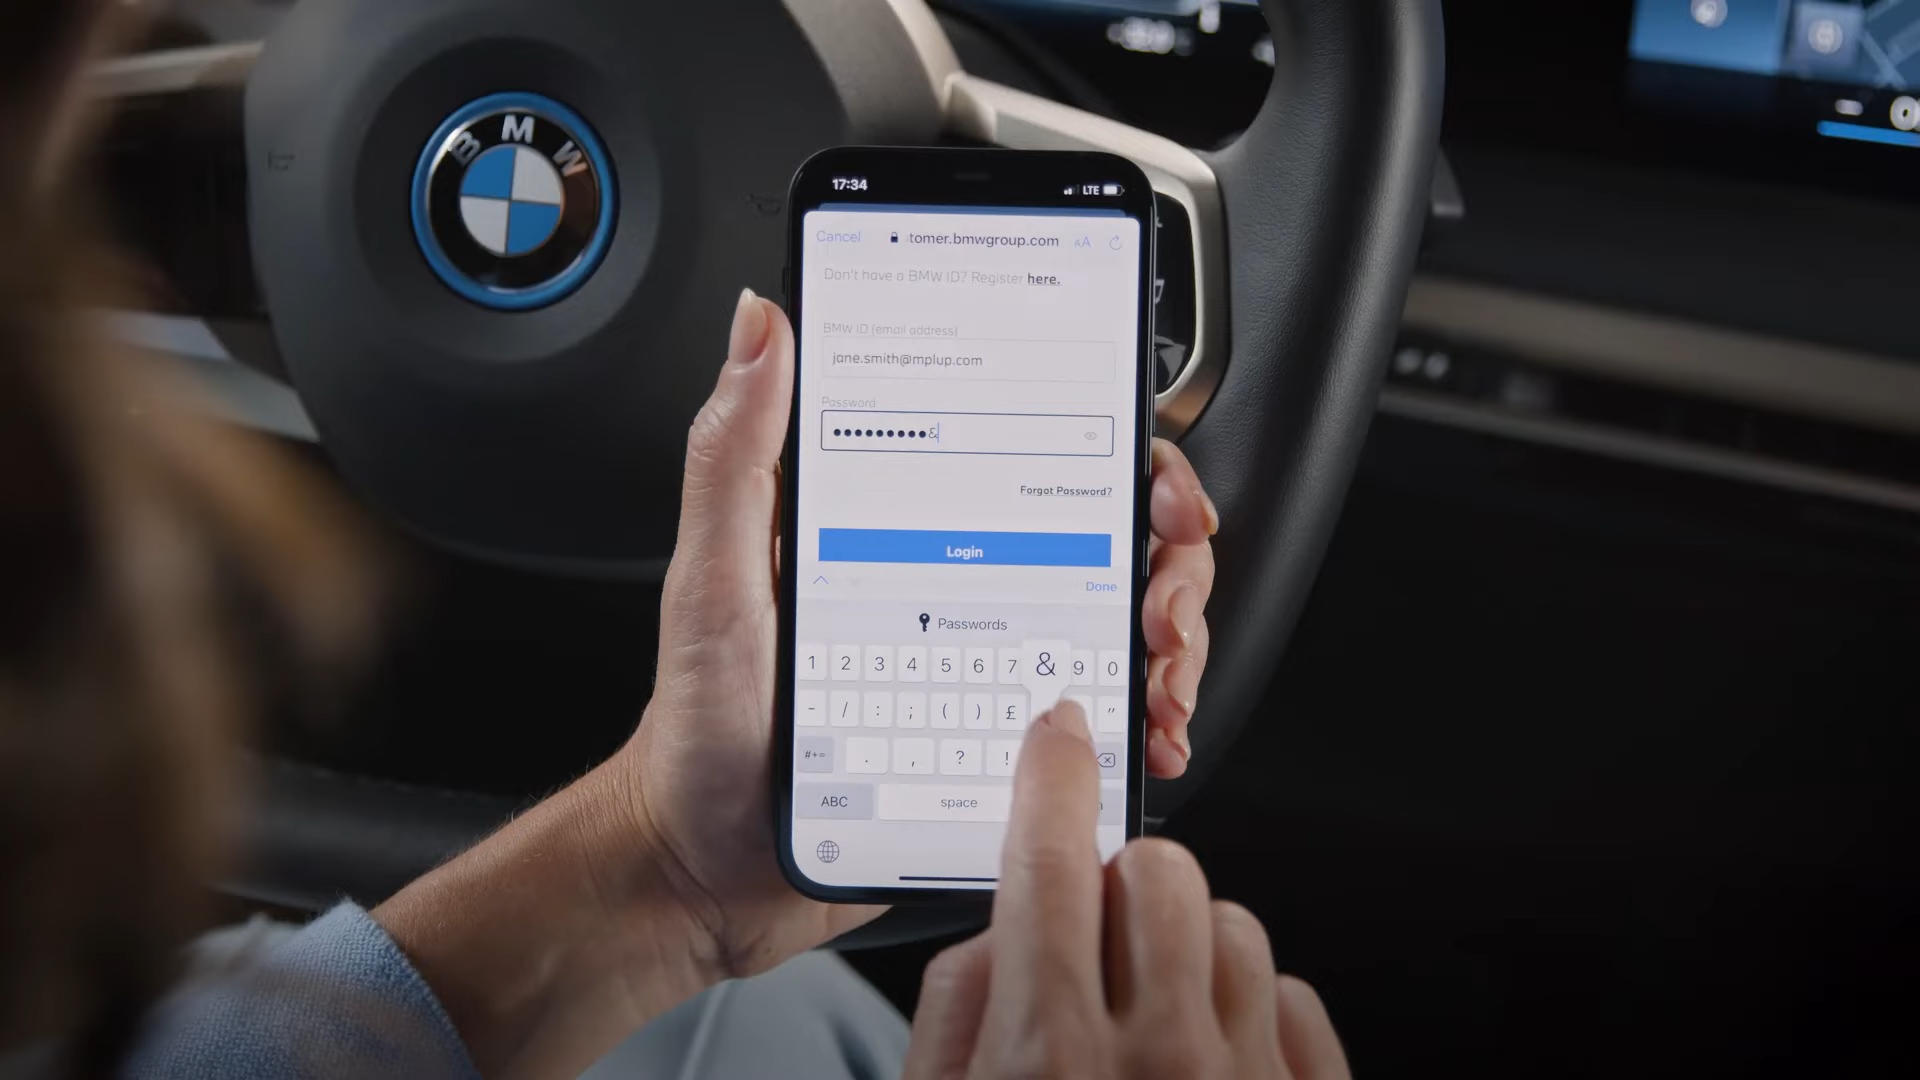 BMW
17:34
LTE
Cancel
tomer.bmwgroup.com
AA
Don't have a BMW ID? Register here.
BMW ID (email address)
jane.smith@mplup.com
Password
•••••••••&
Forgot Password?
Login
Done
Passwords
1 2 3 4 5 6 7 & 9 0
- / : ; ( ) £ "
#+= . , ? !
ABC space